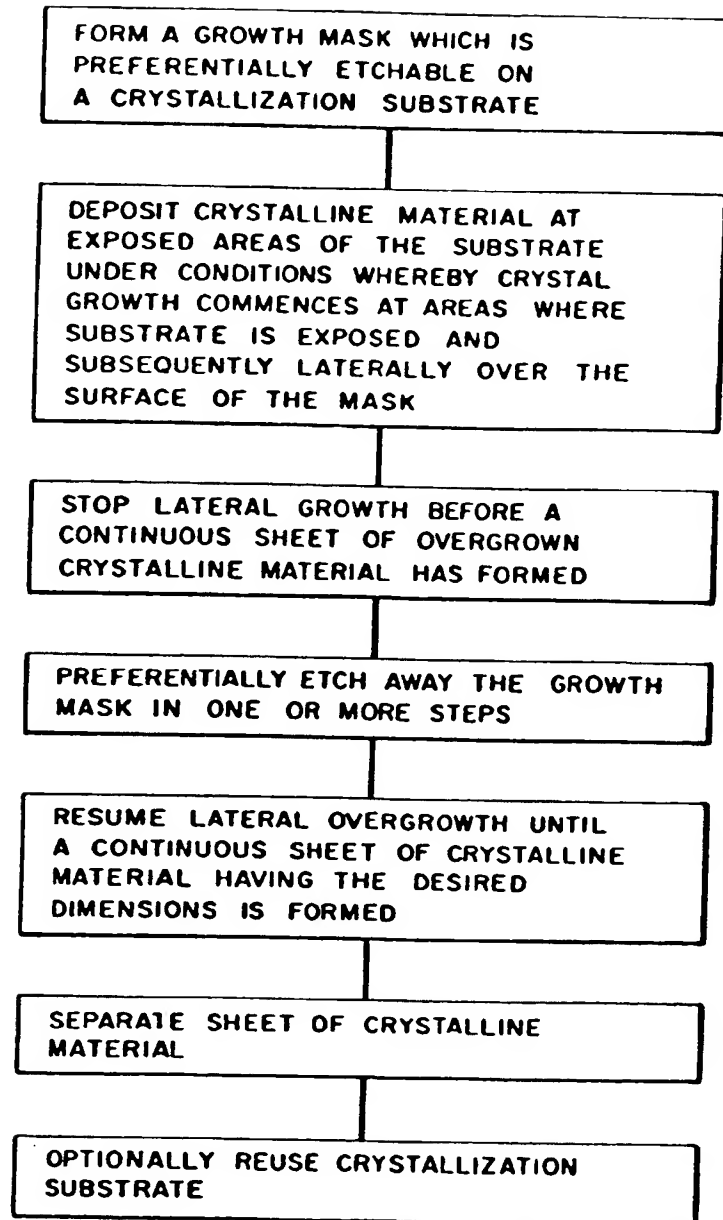 FORM A GROWTH MASK WHICH IS
PREFERENTIALLY ETCHABLE ON
A CRYSTALLIZATION SUBSTRATE
DEPOSIT CRYSTALLINE MATERIAL AT
EXPOSED AREAS OF THE SUBSTRATE
UNDER CONDITIONS WHEREBY CRYSTAL
GROWTH COMMENCES AT AREAS WHERE
SUBSTRATE IS EXPOSED AND
SUBSEQUENTLY LATERALLY OVER THE
SURFACE OF THE MASK
STOP LATERAL GROWTH BEFORE A
CONTINUOUS SHEET OF OVERGROWN
CRYSTALLINE MATERIAL HAS FORMED
PREFERENTIALLY ETCH AWAY THE GROWTH
MASK IN ONE OR MORE STEPS
RESUME LATERAL OVERGROWTH UNTIL
A CONTINUOUS SHEET OF CRYSTALLINE
MATERIAL HAVING THE DESIRED
DIMENSIONS IS FORMED
SEPARATE SHEET OF CRYSTALLINE
MATERIAL
OPTIONALLY REUSE CRYSTALLIZATION
SUBSTRATE